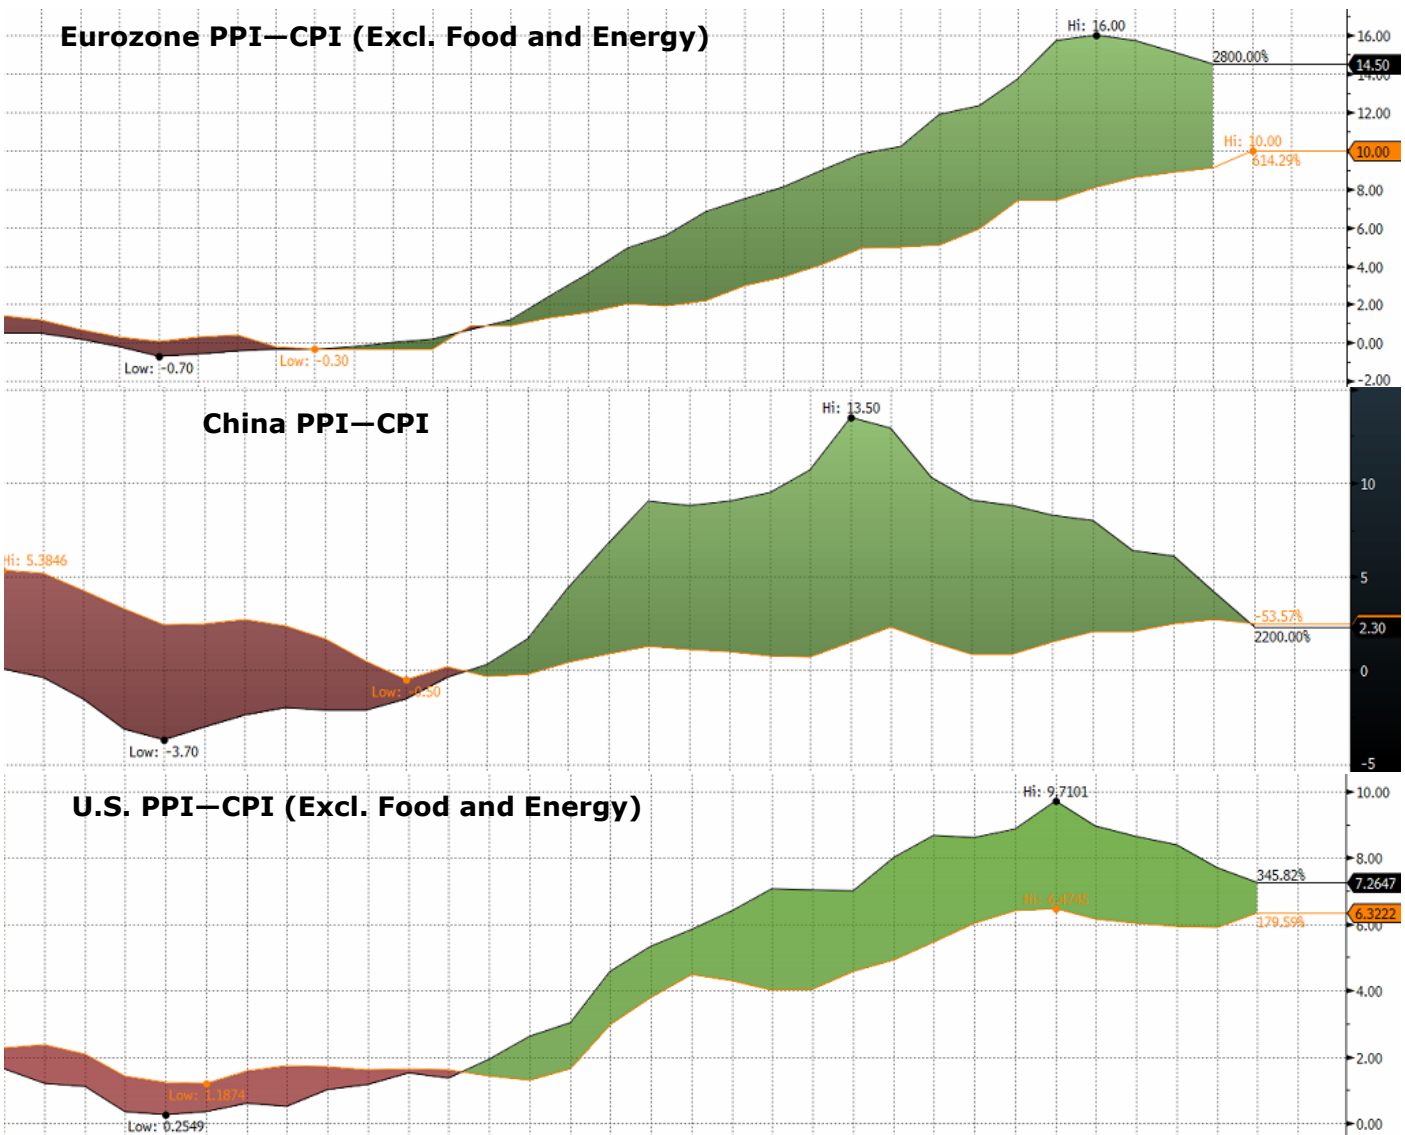 Eurozone PPI—CPI (Excl. Food and Energy)
Hi: 16.00
16.00
2800.00%
14.50
14.00
12.00
Hi: 10.00
10.00
614.29%
8.00
6.00
4.00
2.00
0.00
Low: -0.70
Low: -0.30
-2.00
China PPI—CPI
Hi: 13.50
10
Hi: 5.3846
5
-53.57%
2.30
2200.00%
0
Low: -0.50
Low: -3.70
-5
U.S. PPI—CPI (Excl. Food and Energy)
Hi: 9.7101
10.00
8.00
345.82%
7.2647
Hi: 6.4745
6.3222
179.59%
6.00
4.00
2.00
Low: 1.1874
Low: 0.2549
0.00